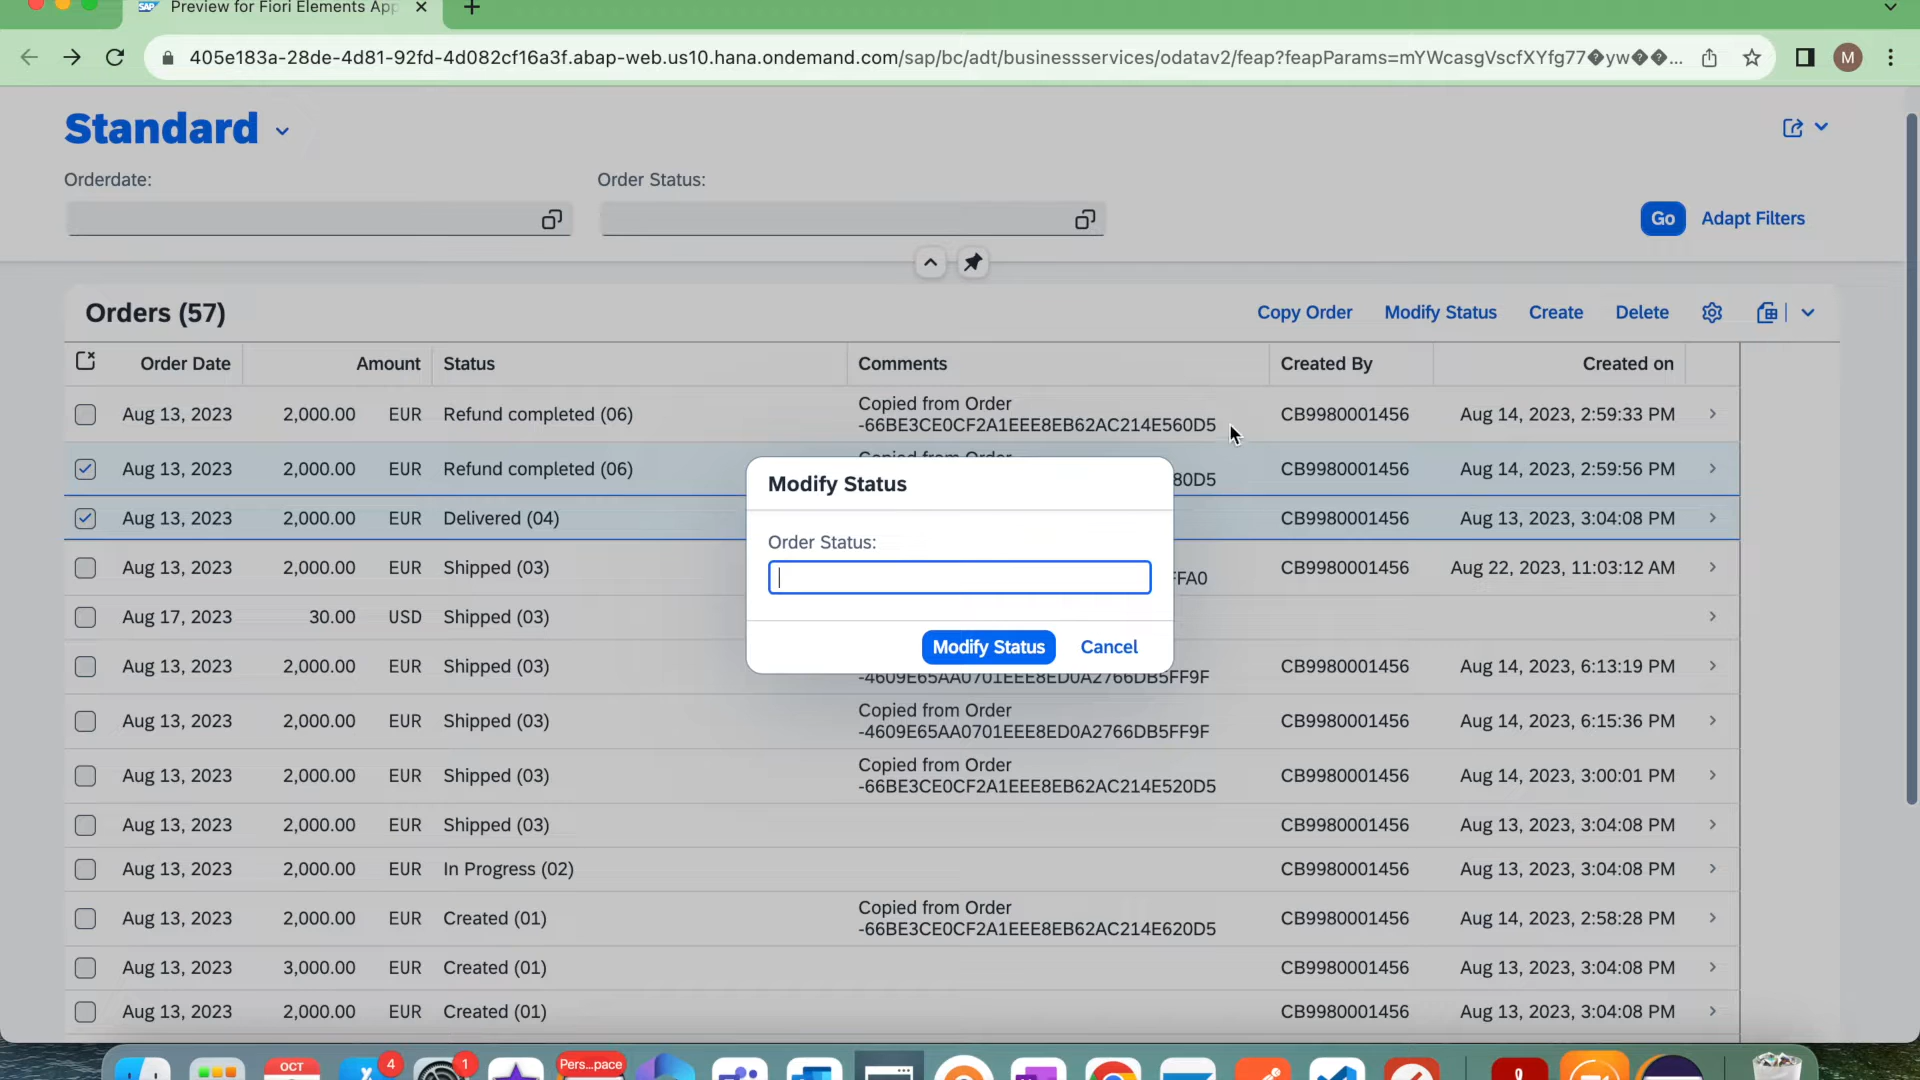 Preview for Fiori Elements App
405e183a-28de-4d81-92fd-4d082cf16a3f.abap-web.us10.hana.ondemand.com/sap/bc/adt/businessservices/odatav2/feap?feapParams=mYWcasgVscfXYfg77�yw��... M
Standard
Orderdate: Order Status:
Go Adapt Filters
Orders (57) Copy Order Modify Status Create Delete
Order Date Amount Status Comments Created By Created on
Aug 13, 2023 2,000.00 EUR Refund completed (06) Copied from Order
-66BE3CE0CF2A1EEE8EB62AC214E560D5 CB9980001456 Aug 14, 2023, 2:59:33 PM
Aug 13, 2023 2,000.00 EUR Refund completed (06) Copied from Order
80D5 CB9980001456 Aug 14, 2023, 2:59:56 PM
Modify Status
Aug 13, 2023 2,000.00 EUR Delivered (04) CB9980001456 Aug 13, 2023, 3:04:08 PM
Order Status:
Aug 13, 2023 2,000.00 EUR Shipped (03) FFA0 CB9980001456 Aug 22, 2023, 11:03:12 AM
Aug 17, 2023 30.00 USD Shipped (03)
Modify Status Cancel
Aug 13, 2023 2,000.00 EUR Shipped (03) CB9980001456 Aug 14, 2023, 6:13:19 PM
-4609E65AA0701EEE8ED0A2766DB5FF9F
Aug 13, 2023 2,000.00 EUR Shipped (03) Copied from Order
-4609E65AA0701EEE8ED0A2766DB5FF9F CB9980001456 Aug 14, 2023, 6:15:36 PM
Aug 13, 2023 2,000.00 EUR Shipped (03) Copied from Order
-66BE3CE0CF2A1EEE8EB62AC214E520D5 CB9980001456 Aug 14, 2023, 3:00:01 PM
Aug 13, 2023 2,000.00 EUR Shipped (03) CB9980001456 Aug 13, 2023, 3:04:08 PM
Aug 13, 2023 2,000.00 EUR In Progress (02) CB9980001456 Aug 13, 2023, 3:04:08 PM
Aug 13, 2023 2,000.00 EUR Created (01) Copied from Order
-66BE3CE0CF2A1EEE8EB62AC214E620D5 CB9980001456 Aug 14, 2023, 2:58:28 PM
Aug 13, 2023 3,000.00 EUR Created (01) CB9980001456 Aug 13, 2023, 3:04:08 PM
Aug 13, 2023 2,000.00 EUR Created (01) CB9980001456 Aug 13, 2023, 3:04:08 PM
OCT 4 1 Pers...pace